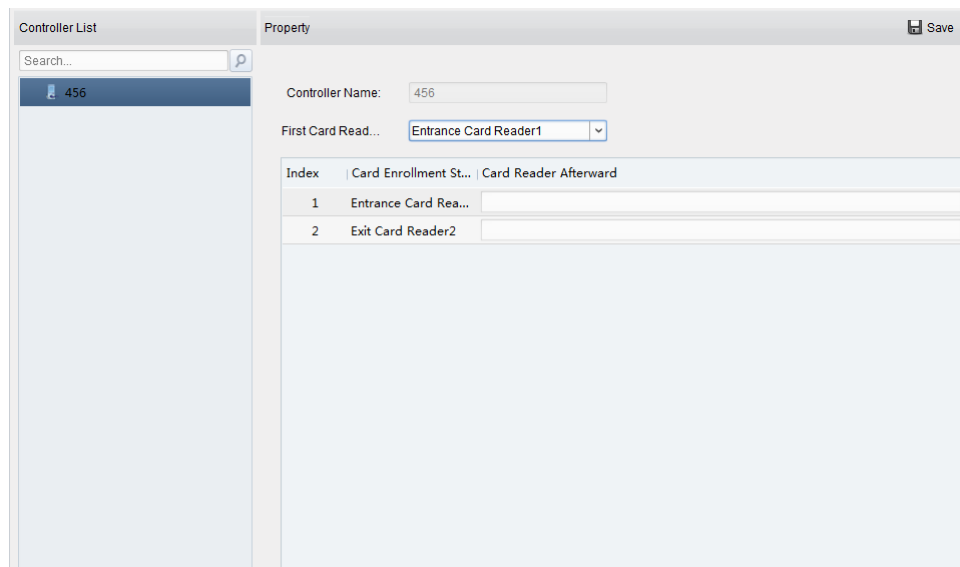 Controller List
Property
Save
Search...
456
Controller Name:
456
First Card Read...
Entrance Card Reader1
Index
Card Enrollment St...
Card Reader Afterward
1
Entrance Card Rea...
2
Exit Card Reader2